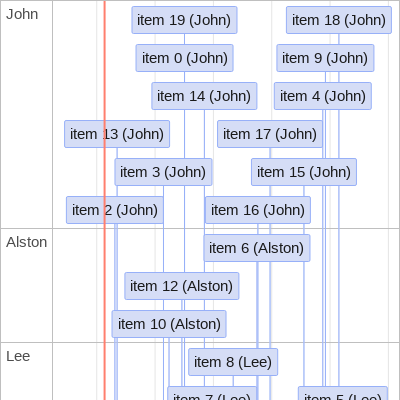 John
item 19 (John)
item 18 (John)
item 0 (John)
item 9 (John)
item 14 (John)
item 4 (John)
item 13 (John)
item 17 (John)
item 3 (John)
item 15 (John)
item 2 (John)
item 16 (John)
Alston
item 6 (Alston)
item 12 (Alston)
item 10 (Alston)
Lee
item 8 (Lee)
item 7 (Lee)
item 5 (Lee)